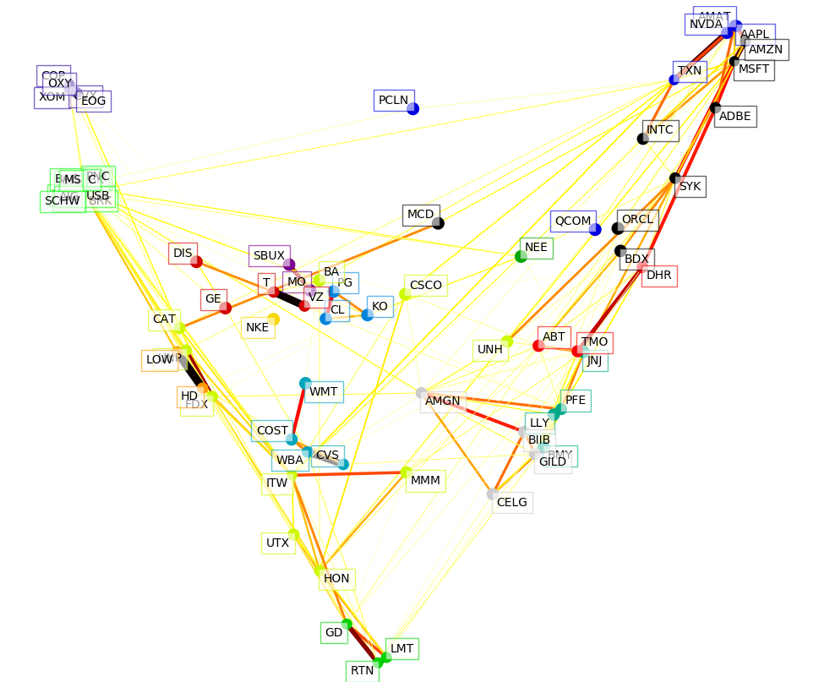 AMAT
NVDA
AAPL
AMZN
MSFT
TXN
COP
OXY
XOM
EOG
PCLN
ADBE
INTC
MS
C
PNC
USB
SCHW
BRK
SYK
MCD
QCOM
ORCL
NEE
BDX
DHR
DIS
SBUX
BA
T
MO
PG
VZ
CSCO
GE
CL
KO
CAT
NKE
UNH
ABT
TMO
JNJ
LOW
HD
FDX
WMT
AMGN
PFE
LLY
COST
BIIB
WBA
CVS
BMY
GILD
ITW
MMM
CELG
UTX
HON
GD
LMT
RTN